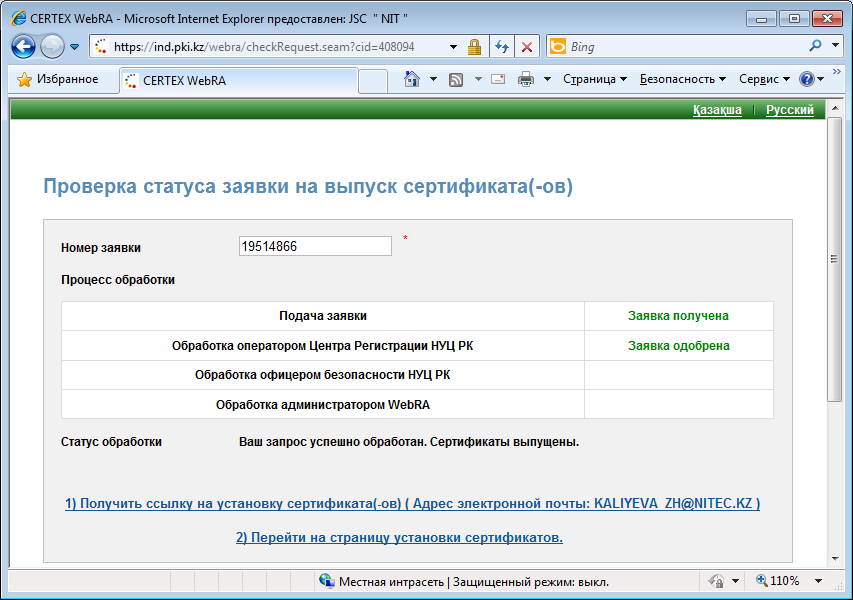 CERTEX WebRA - Microsoft Internet Explorer предоставлен: JSC " NIT "
https://ind.pki.kz/webra/checkRequest.seam?cid=408094
Bing
Избранное
CERTEX WebRA
Страница
Безопасность
Сервис
»
Қазақша | Русский
Проверка статуса заявки на выпуск сертификата(-ов)
Номер заявки 19514866 *
Процесс обработки
Подача заявки Заявка получена
Обработка оператором Центра Регистрации НУЦ РК Заявка одобрена
Обработка офицером безопасности НУЦ РК
Обработка администратором WebRA
Статус обработки Ваш запрос успешно обработан. Сертификаты выпущены.
1) Получить ссылку на установку сертификата(-ов) ( Адрес электронной почты: KALIYEVA_ZH@NITEC.KZ )
2) Перейти на страницу установки сертификатов.
Местная интрасеть | Защищенный режим: выкл.
110%